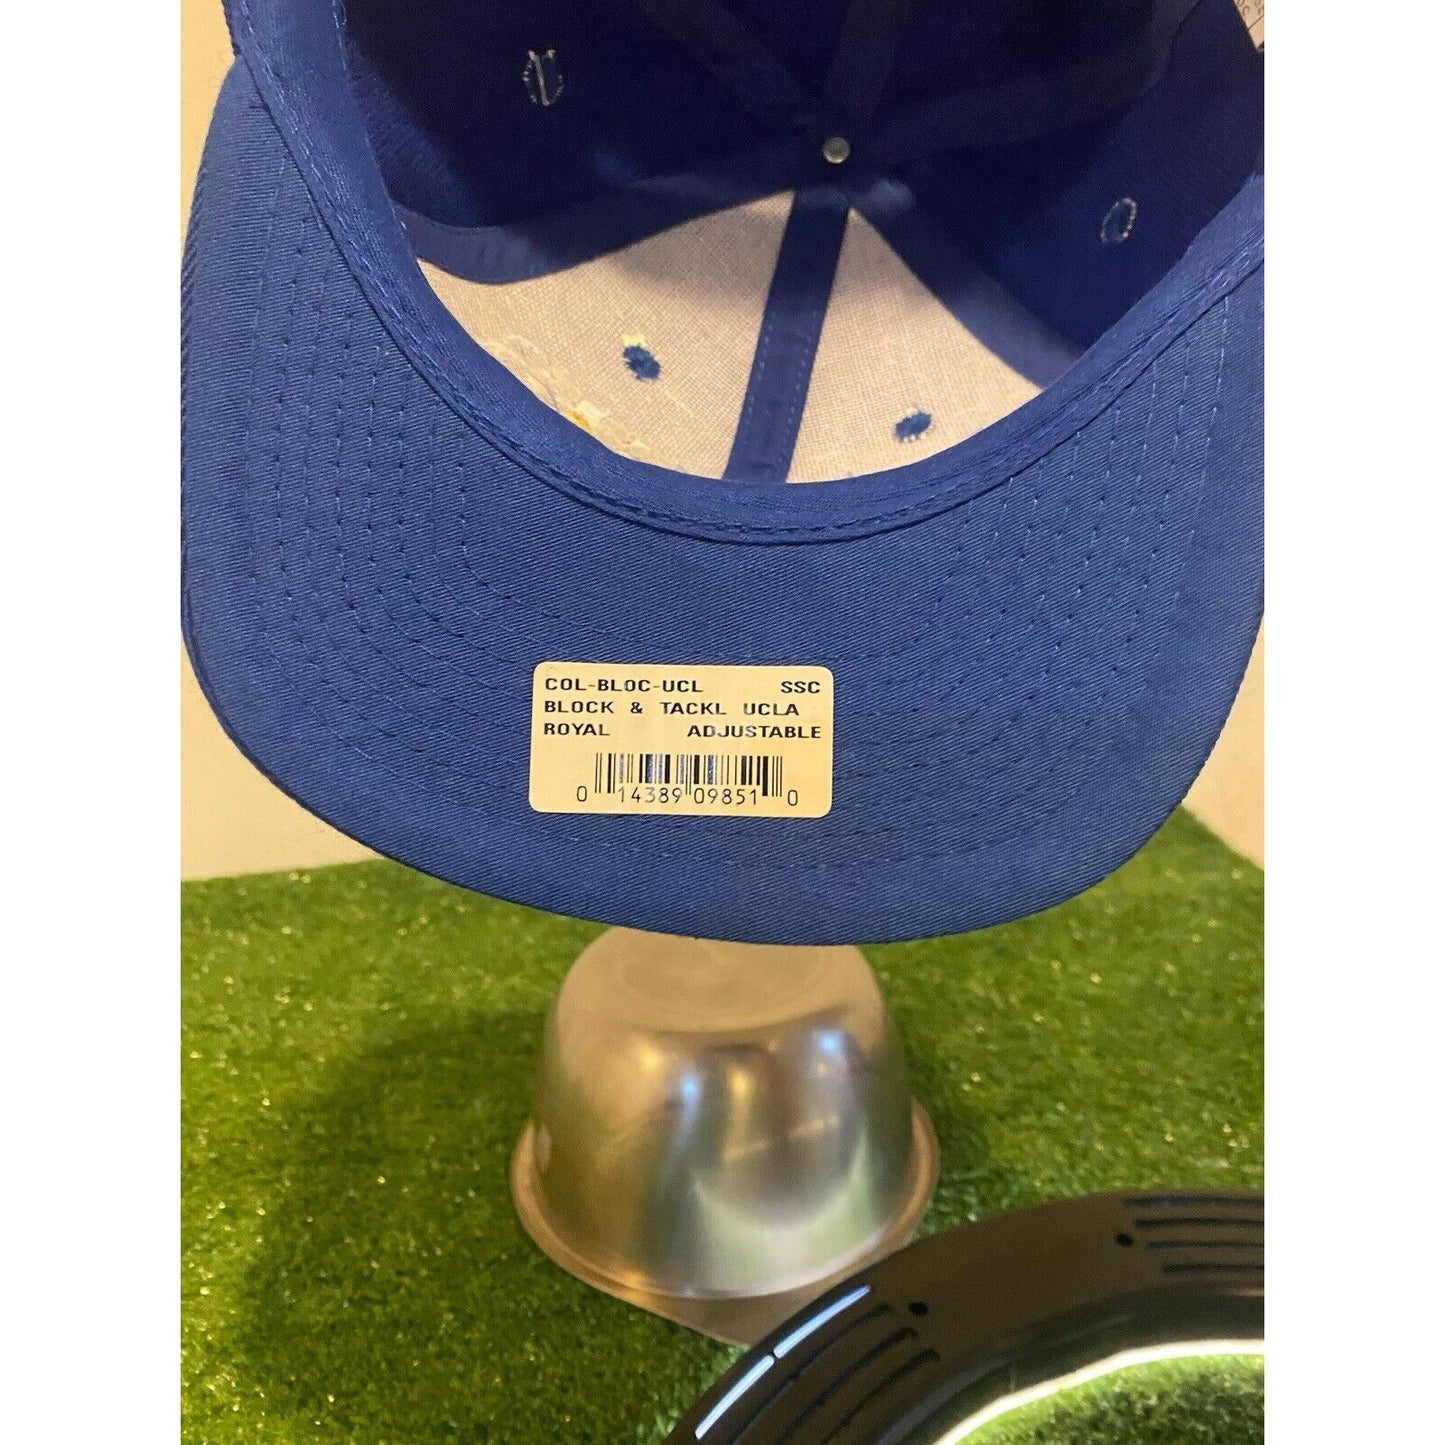 COL-BLOC-UCL SSC
BLOCK & TACKL UCLA
ROYAL ADJUSTABLE
0 14389 09851 0